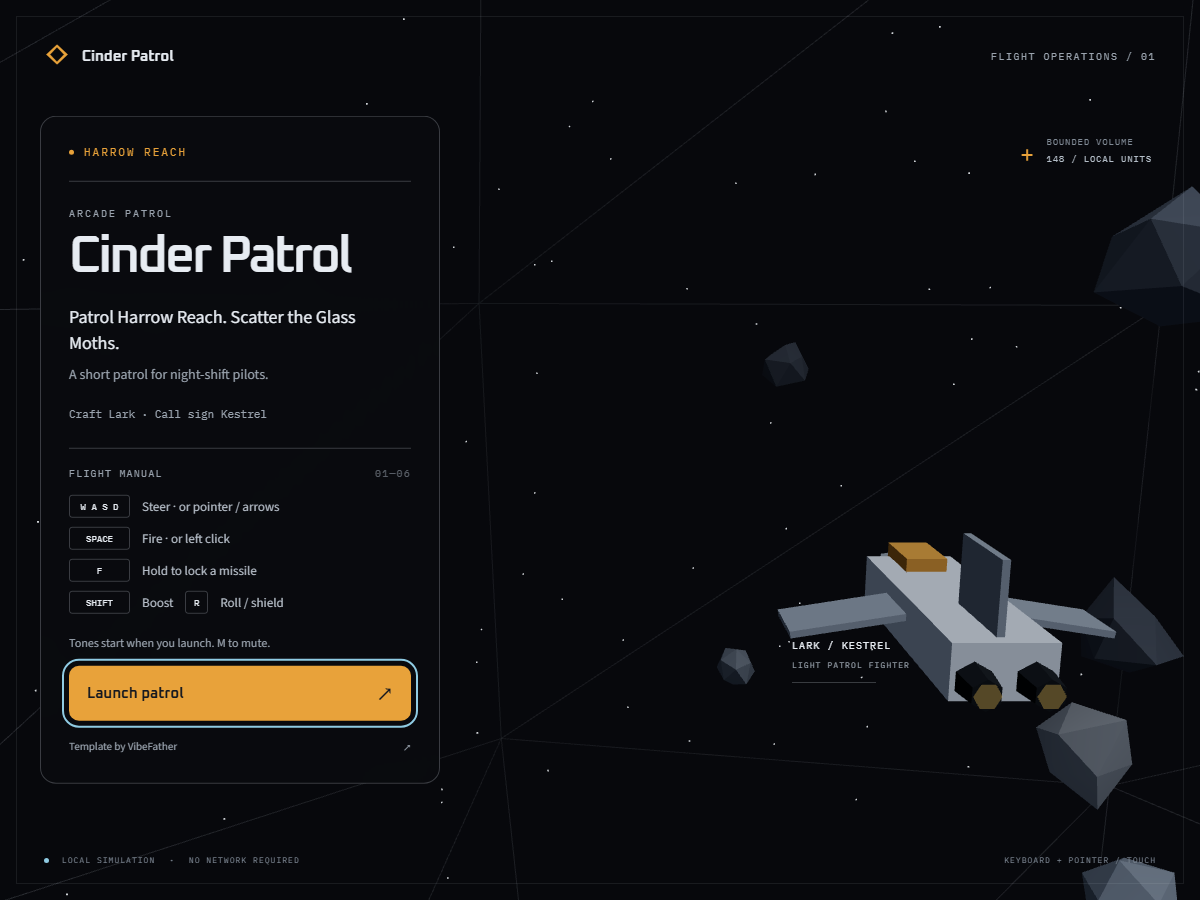 Cinder Patrol
FLIGHT OPERATIONS / 01
HARROW REACH
BOUNDED VOLUME
148 / LOCAL UNITS
ARCADE PATROL
Cinder Patrol
Patrol Harrow Reach. Scatter the Glass
Moths.
A short patrol for night-shift pilots.
Craft Lark · Call sign Kestrel
FLIGHT MANUAL 01—06
W A S D Steer · or pointer / arrows
SPACE Fire · or left click
F Hold to lock a missile
SHIFT Boost R Roll / shield
Tones start when you launch. M to mute.
Launch patrol ↗
Template by VibeFather ↗
LARK / KESTREL
LIGHT PATROL FIGHTER
LOCAL SIMULATION · NO NETWORK REQUIRED
KEYBOARD + POINTER / TOUCH